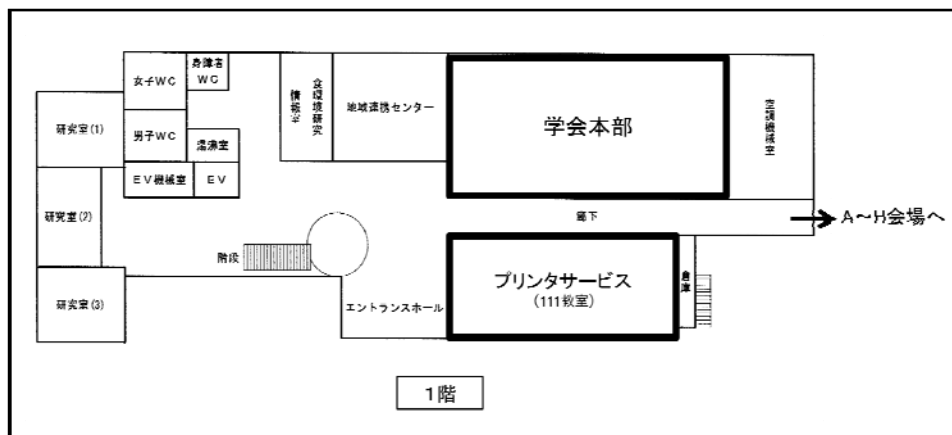 女子WC
身障者
WC
情報室
食環境研究
地域連携センター
学会本部
空調機械室
研究室(1)
男子WC
湯沸室
EV機械室
EV
研究室(2)
廊下
A～H会場へ
階段
プリンタサービス
(111教室)
倉庫
研究室(3)
エントランスホール
1階